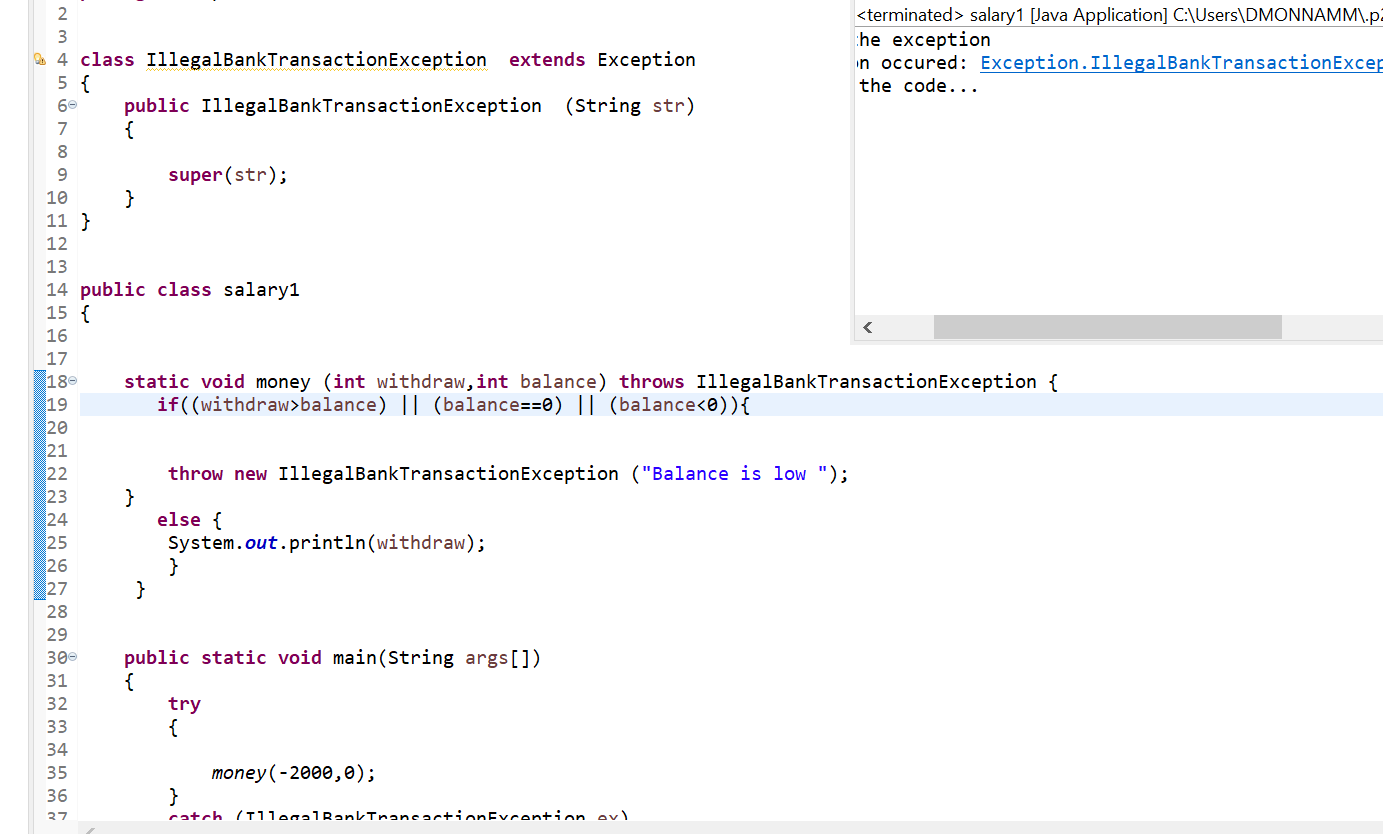 2
<terminated> salary1 [Java Application] C:\Users\DMONNAMM\.p2
he exception
n occured: Exception.IllegalBankTransactionExcep
the code...
3
4 class IllegalBankTransactionException  extends Exception
5 {
6 public IllegalBankTransactionException  (String str)
7 {
8
9 super(str);
10 }
11 }
12
13
14 public class salary1
15 {
16
17
18 static void money (int withdraw,int balance) throws IllegalBankTransactionException {
19 if((withdraw>balance) || (balance==0) || (balance<0)){
20
21
22 throw new IllegalBankTransactionException ("Balance is low ");
23 }
24 else {
25 System.out.println(withdraw);
26 }
27 }
28
29
30 public static void main(String args[])
31 {
32 try
33 {
34
35 money(-2000,0);
36 }
37 catch (IllegalBankTransactionException ex)